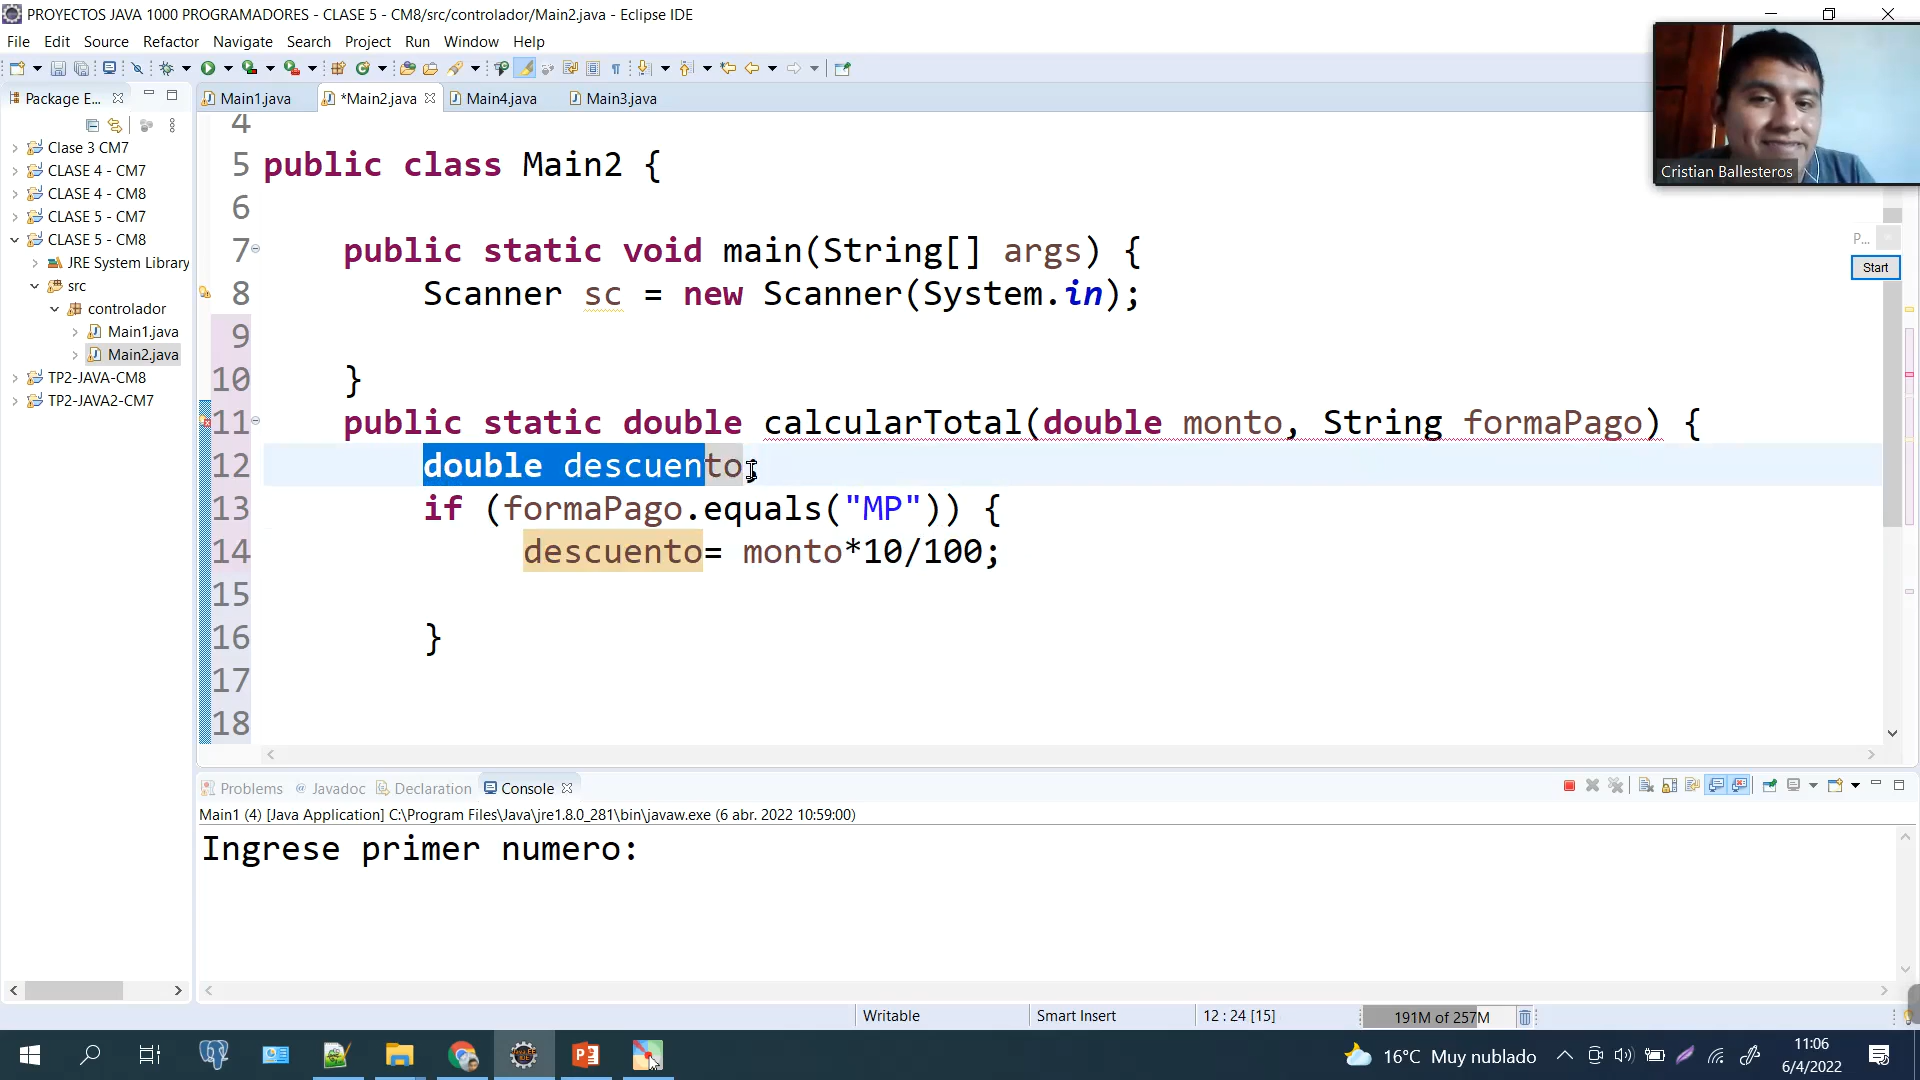 PROYECTOS JAVA 1000 PROGRAMADORES - CLASE 5 - CM8/src/controlador/Main2.java - Eclipse IDE
File Edit Source Refactor Navigate Search Project Run Window Help
Package E...
Main1.java *Main2.java Main4.java Main3.java
Clase 3 CM7
CLASE 4 - CM7
CLASE 4 - CM8
CLASE 5 - CM7
CLASE 5 - CM8
JRE System Library
src
controlador
Main1.java
Main2.java
TP2-JAVA-CM8
TP2-JAVA2-CM7
4
5 public class Main2 {
6
7 public static void main(String[] args) {
8 Scanner sc = new Scanner(System.in);
9
10 }
11 public static double calcularTotal(double monto, String formaPago) {
12 double descuento;
13 if (formaPago.equals("MP")) {
14 descuento= monto*10/100;
15
16 }
17
18
Cristian Ballesteros
P...
Start
Problems @ Javadoc Declaration Console
Main1 (4) [Java Application] C:\Program Files\Java\jre1.8.0_281\bin\javaw.exe (6 abr. 2022 10:59:00)
Ingrese primer numero:
Writable Smart Insert 12 : 24 [15] 191M of 257M
16°C Muy nublado
11:06
6/4/2022